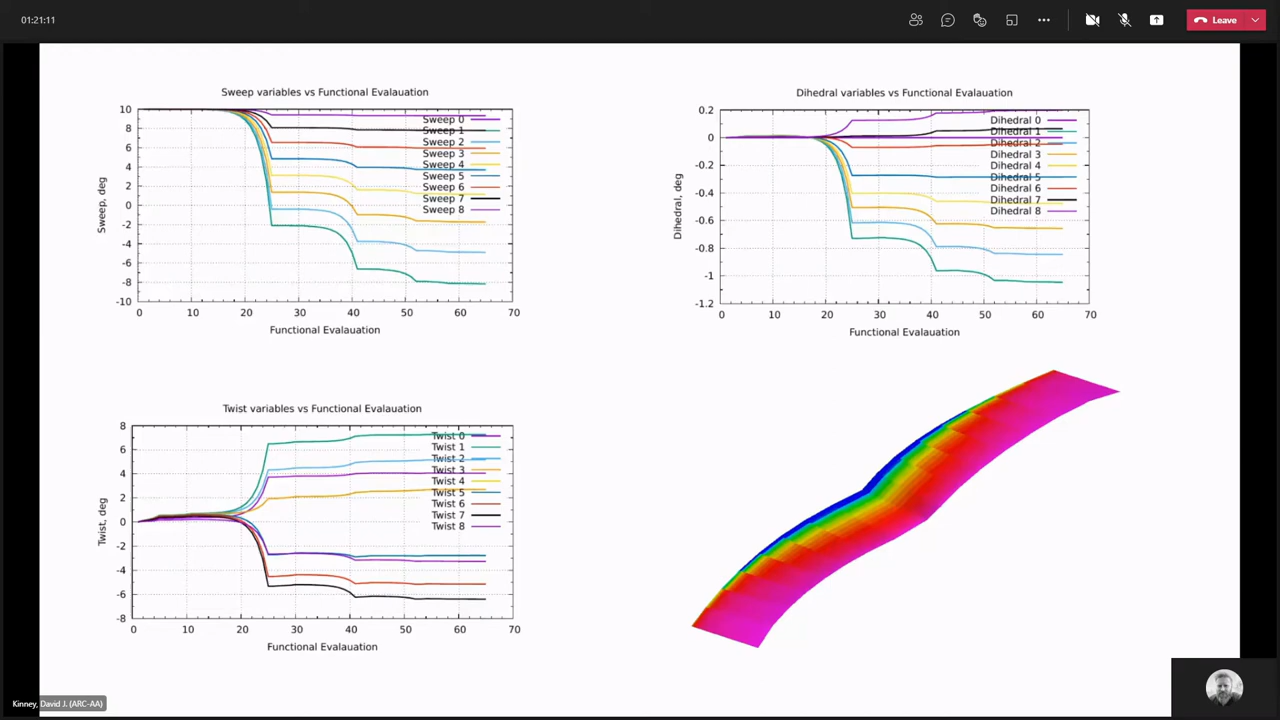 01:21:11
Leave
Sweep variables vs Functional Evalauation
Sweep, deg
10
8
6
4
2
0
-2
-4
-6
-8
-10
0 10 20 30 40 50 60 70
Functional Evalauation
Sweep 0
Sweep 1
Sweep 2
Sweep 3
Sweep 4
Sweep 5
Sweep 6
Sweep 7
Sweep 8
Dihedral variables vs Functional Evalauation
Dihedral, deg
0.2
0
-0.2
-0.4
-0.6
-0.8
-1
-1.2
0 10 20 30 40 50 60 70
Functional Evalauation
Dihedral 0
Dihedral 1
Dihedral 2
Dihedral 3
Dihedral 4
Dihedral 5
Dihedral 6
Dihedral 7
Dihedral 8
Twist variables vs Functional Evalauation
Twist, deg
8
6
4
2
0
-2
-4
-6
-8
0 10 20 30 40 50 60 70
Functional Evalauation
Twist 0
Twist 1
Twist 2
Twist 3
Twist 4
Twist 5
Twist 6
Twist 7
Twist 8
Kinney, David J. (ARC-AA)